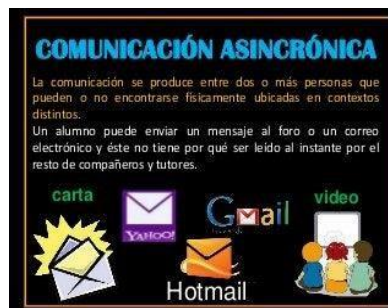 COMUNICACIÓN ASINCRÓNICA
La comunicación se produce entre dos o más personas que
pueden o no encontrarse físicamente ubicadas en contextos
distintos.
Un alumno puede enviar un mensaje al foro o un correo
electrónico y éste no tiene por qué ser leído al instante por el
resto de compañeros y tutores.
carta
YAHOO!
Gmail
video
Hotmail